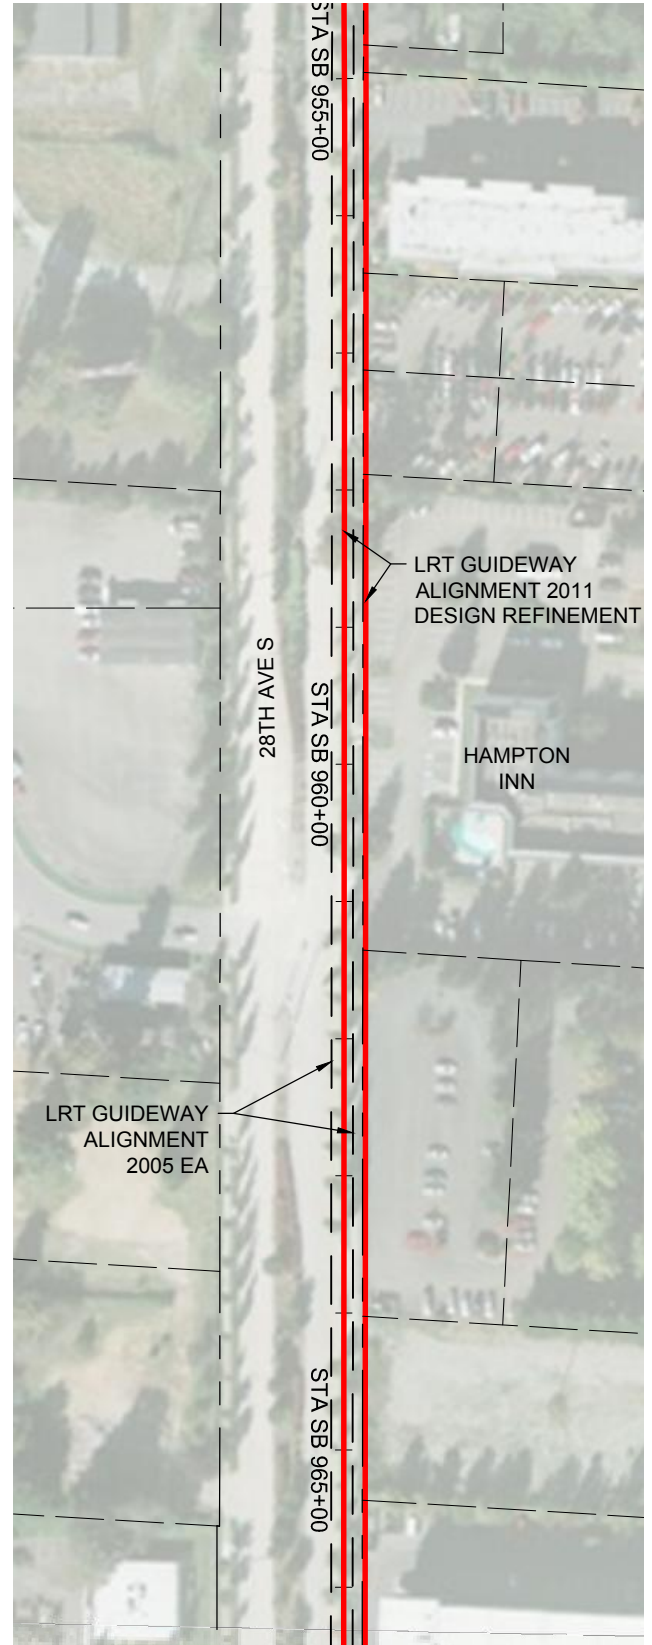 STA SB 955+00
LRT GUIDEWAY
ALIGNMENT 2011
DESIGN REFINEMENT
28TH AVE S
STA SB 960+00
HAMPTON
INN
LRT GUIDEWAY
ALIGNMENT
2005 EA
STA SB 965+00